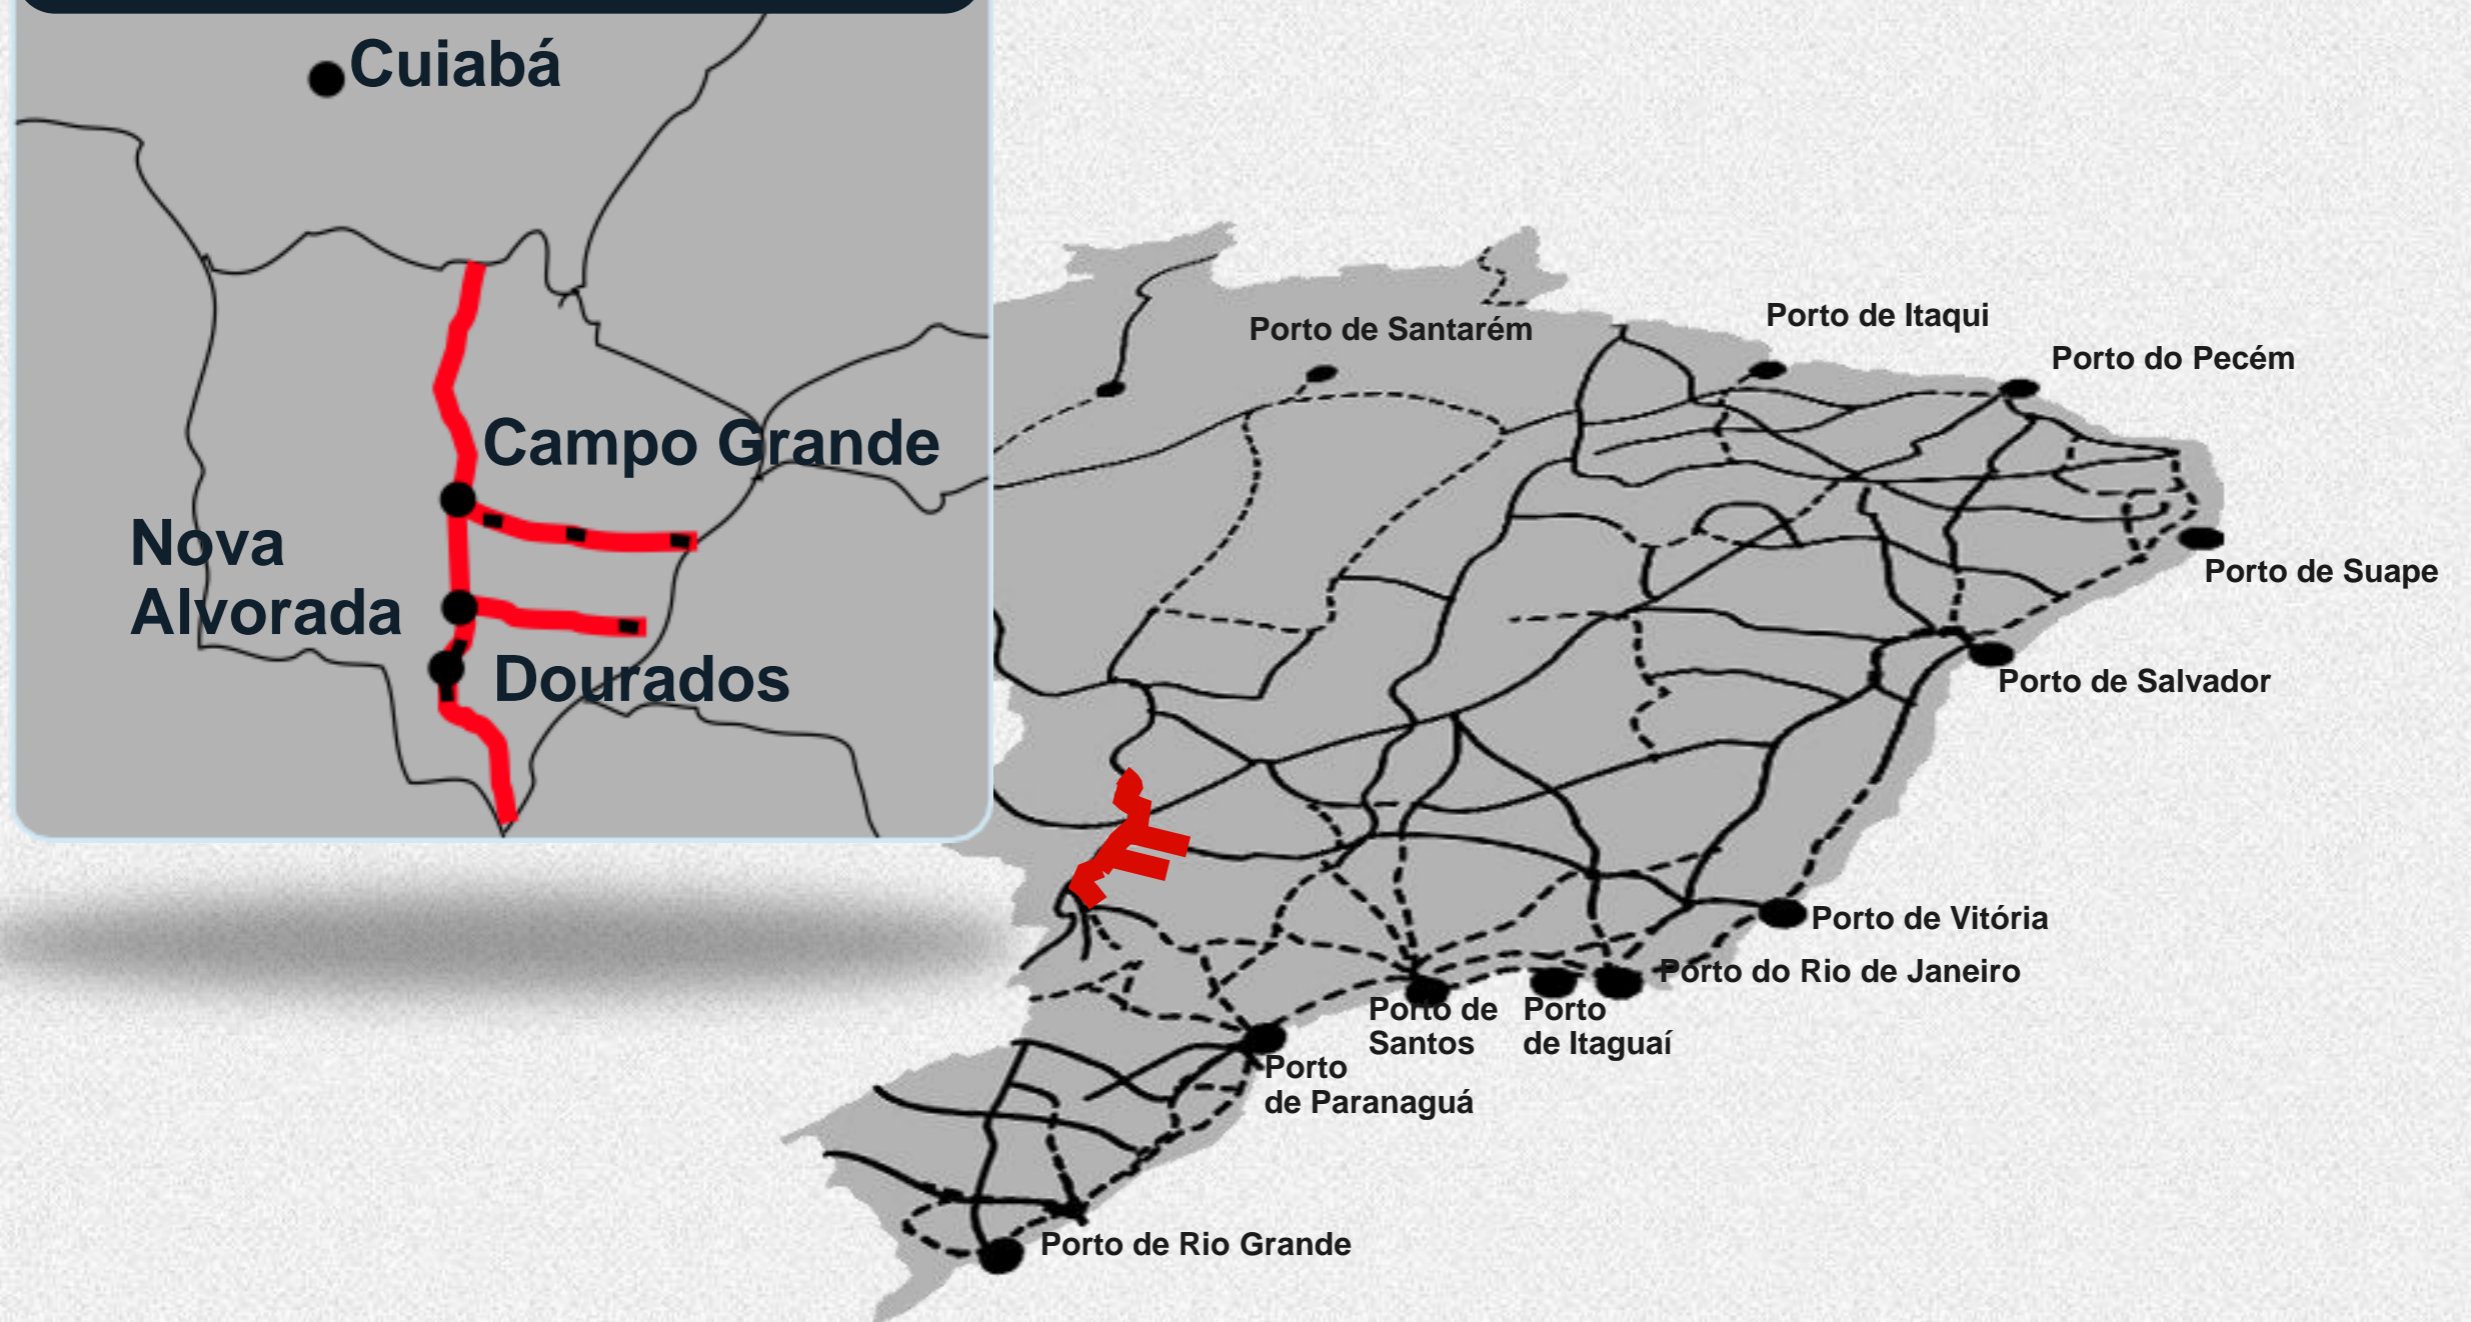 Cuiabá
Campo Grande
Nova
Alvorada
Dourados
Porto de Santarém
Porto de Itaqui
Porto do Pecém
Porto de Suape
Porto de Salvador
Porto de Vitória
Porto do Rio de Janeiro
Porto de
Santos
Porto
de Itaguaí
Porto
de Paranaguá
Porto de Rio Grande